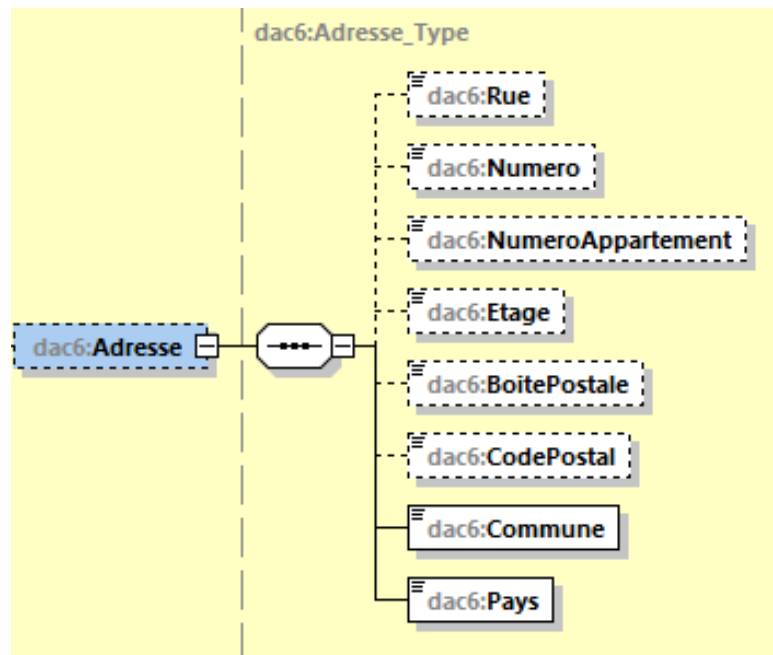 dac6:Adresse_Type
dac6:Rue
dac6:Numero
dac6:NumeroAppartement
dac6:Etage
dac6:Adresse
dac6:BoitePostale
dac6:CodePostal
dac6:Commune
dac6:Pays